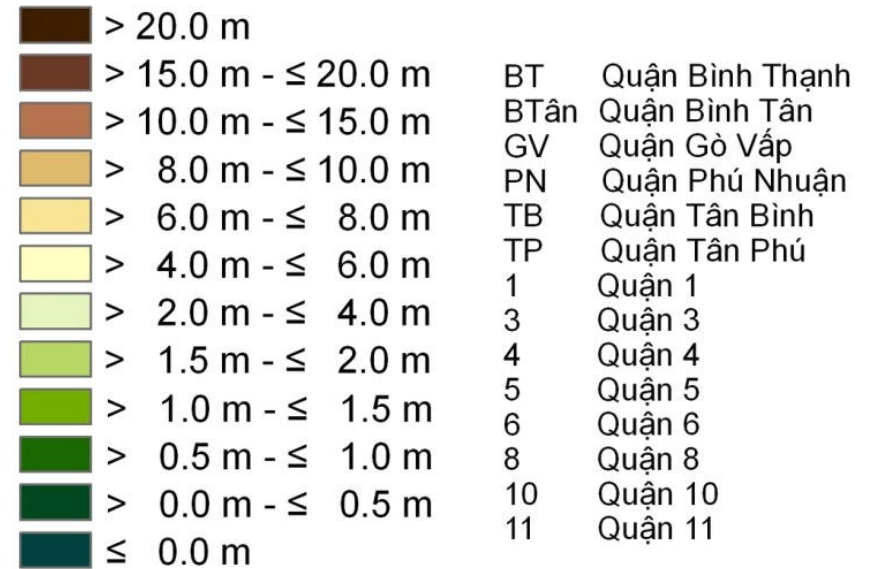 > 20.0 m
> 15.0 m - ≤ 20.0 m
> 10.0 m - ≤ 15.0 m
> 8.0 m - ≤ 10.0 m
> 6.0 m - ≤ 8.0 m
> 4.0 m - ≤ 6.0 m
> 2.0 m - ≤ 4.0 m
> 1.5 m - ≤ 2.0 m
> 1.0 m - ≤ 1.5 m
> 0.5 m - ≤ 1.0 m
> 0.0 m - ≤ 0.5 m
≤ 0.0 m
BT Quận Bình Thạnh
BTân Quận Bình Tân
GV Quận Gò Vấp
PN Quận Phú Nhuận
TB Quận Tân Bình
TP Quận Tân Phú
1 Quận 1
3 Quận 3
4 Quận 4
5 Quận 5
6 Quận 6
8 Quận 8
10 Quận 10
11 Quận 11